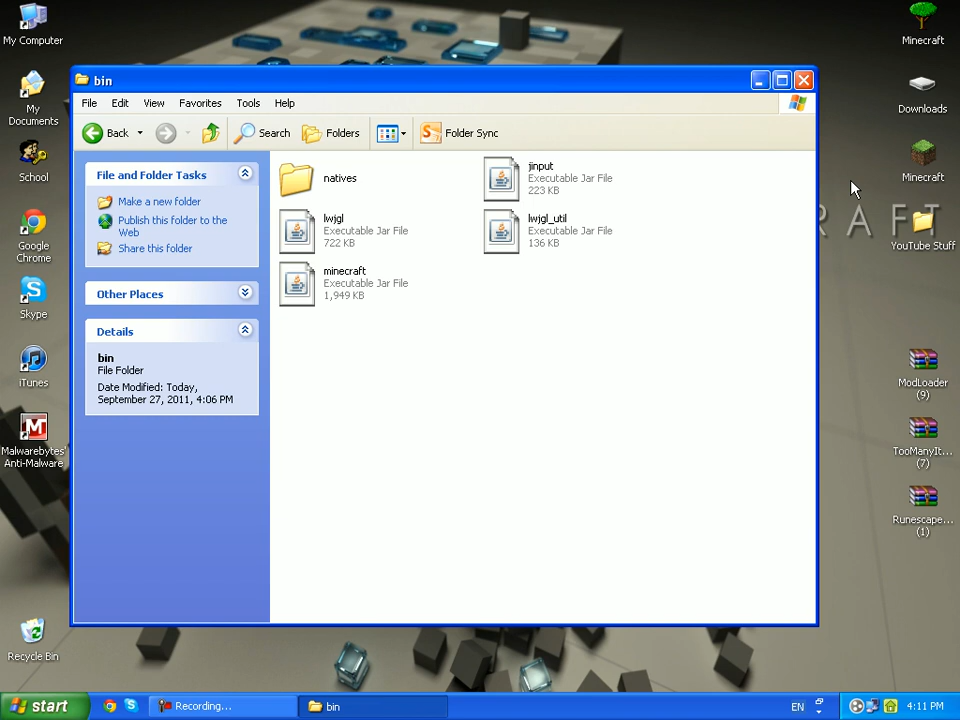 My Computer
My
Documents
School
Google
Chrome
Skype
iTunes
Malwarebytes'
Anti-Malware
Recycle Bin
bin
File Edit View Favorites Tools Help
Back Search Folders Folder Sync
File and Folder Tasks
Make a new folder
Publish this folder to the
Web
Share this folder
Other Places
Details
bin
File Folder
Date Modified: Today,
September 27, 2011, 4:06 PM
natives
jinput
Executable Jar File
223 KB
lwjgl
Executable Jar File
722 KB
lwjgl_util
Executable Jar File
136 KB
minecraft
Executable Jar File
1,949 KB
Minecraft
Downloads
Minecraft
RAFT
YouTube Stuff
ModLoader
(9)
TooManyIt...
(7)
Runescape...
(1)
start
Recording...
bin
EN
4:11 PM